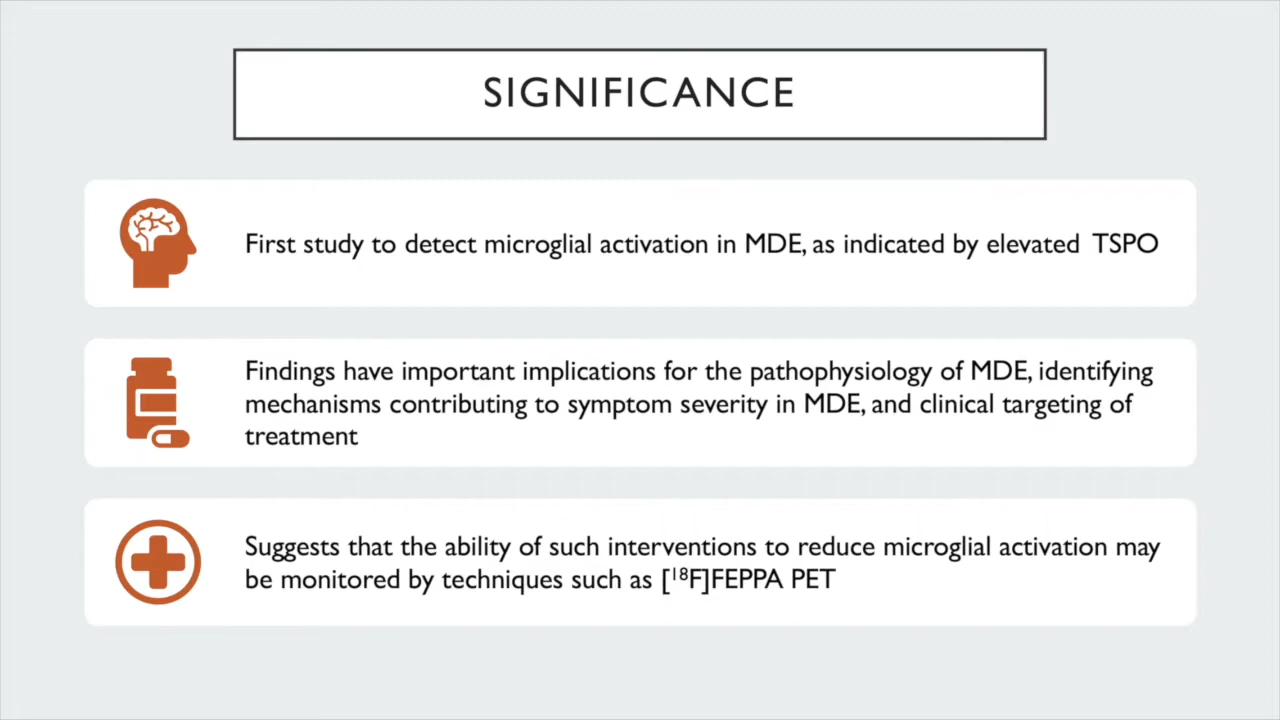 SIGNIFICANCE
First study to detect microglial activation in MDE, as indicated by elevated TSPO
Findings have important implications for the pathophysiology of MDE, identifying
mechanisms contributing to symptom severity in MDE, and clinical targeting of
treatment
Suggests that the ability of such interventions to reduce microglial activation may
be monitored by techniques such as [¹⁸F]FEPPA PET